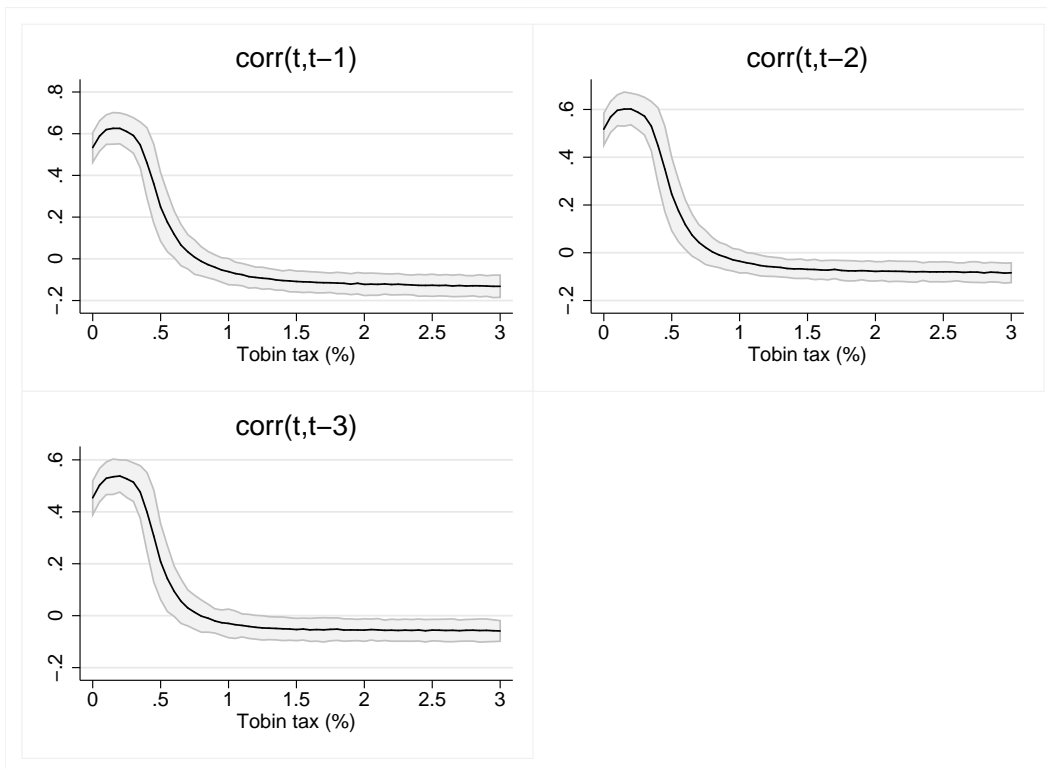 corr(t,t−1)
.8
.6
.4
.2
0
−.2
0 .5 1 1.5 2 2.5 3
Tobin tax (%)
corr(t,t−2)
.6
.4
.2
0
−.2
0 .5 1 1.5 2 2.5 3
Tobin tax (%)
corr(t,t−3)
.6
.4
.2
0
−.2
0 .5 1 1.5 2 2.5 3
Tobin tax (%)